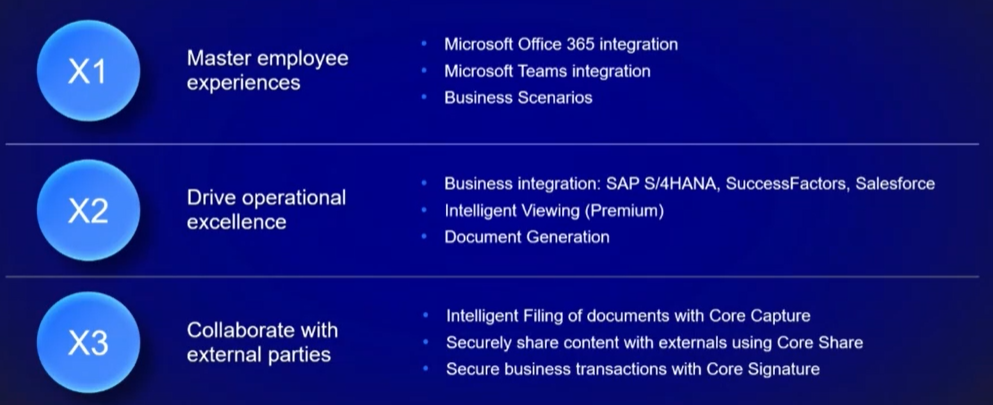 X1
Master employee
experiences
Microsoft Office 365 integration
Microsoft Teams integration
Business Scenarios
X2
Drive operational
excellence
Business integration: SAP S/4HANA, SuccessFactors, Salesforce
Intelligent Viewing (Premium)
Document Generation
X3
Collaborate with
external parties
Intelligent Filing of documents with Core Capture
Securely share content with externals using Core Share
Secure business transactions with Core Signature